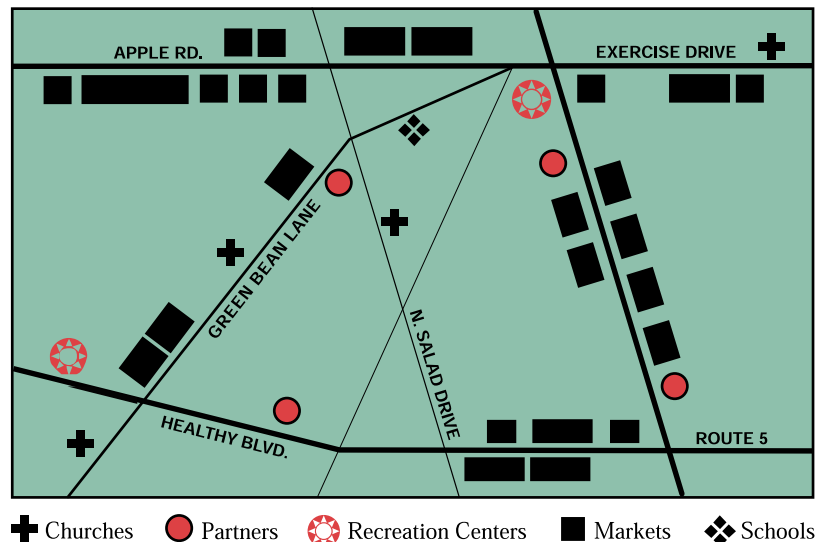 APPLE RD.
EXERCISE DRIVE
GREEN BEAN LANE
N. SALAD DRIVE
HEALTHY BLVD.
ROUTE 5
Churches
Partners
Recreation Centers
Markets
Schools